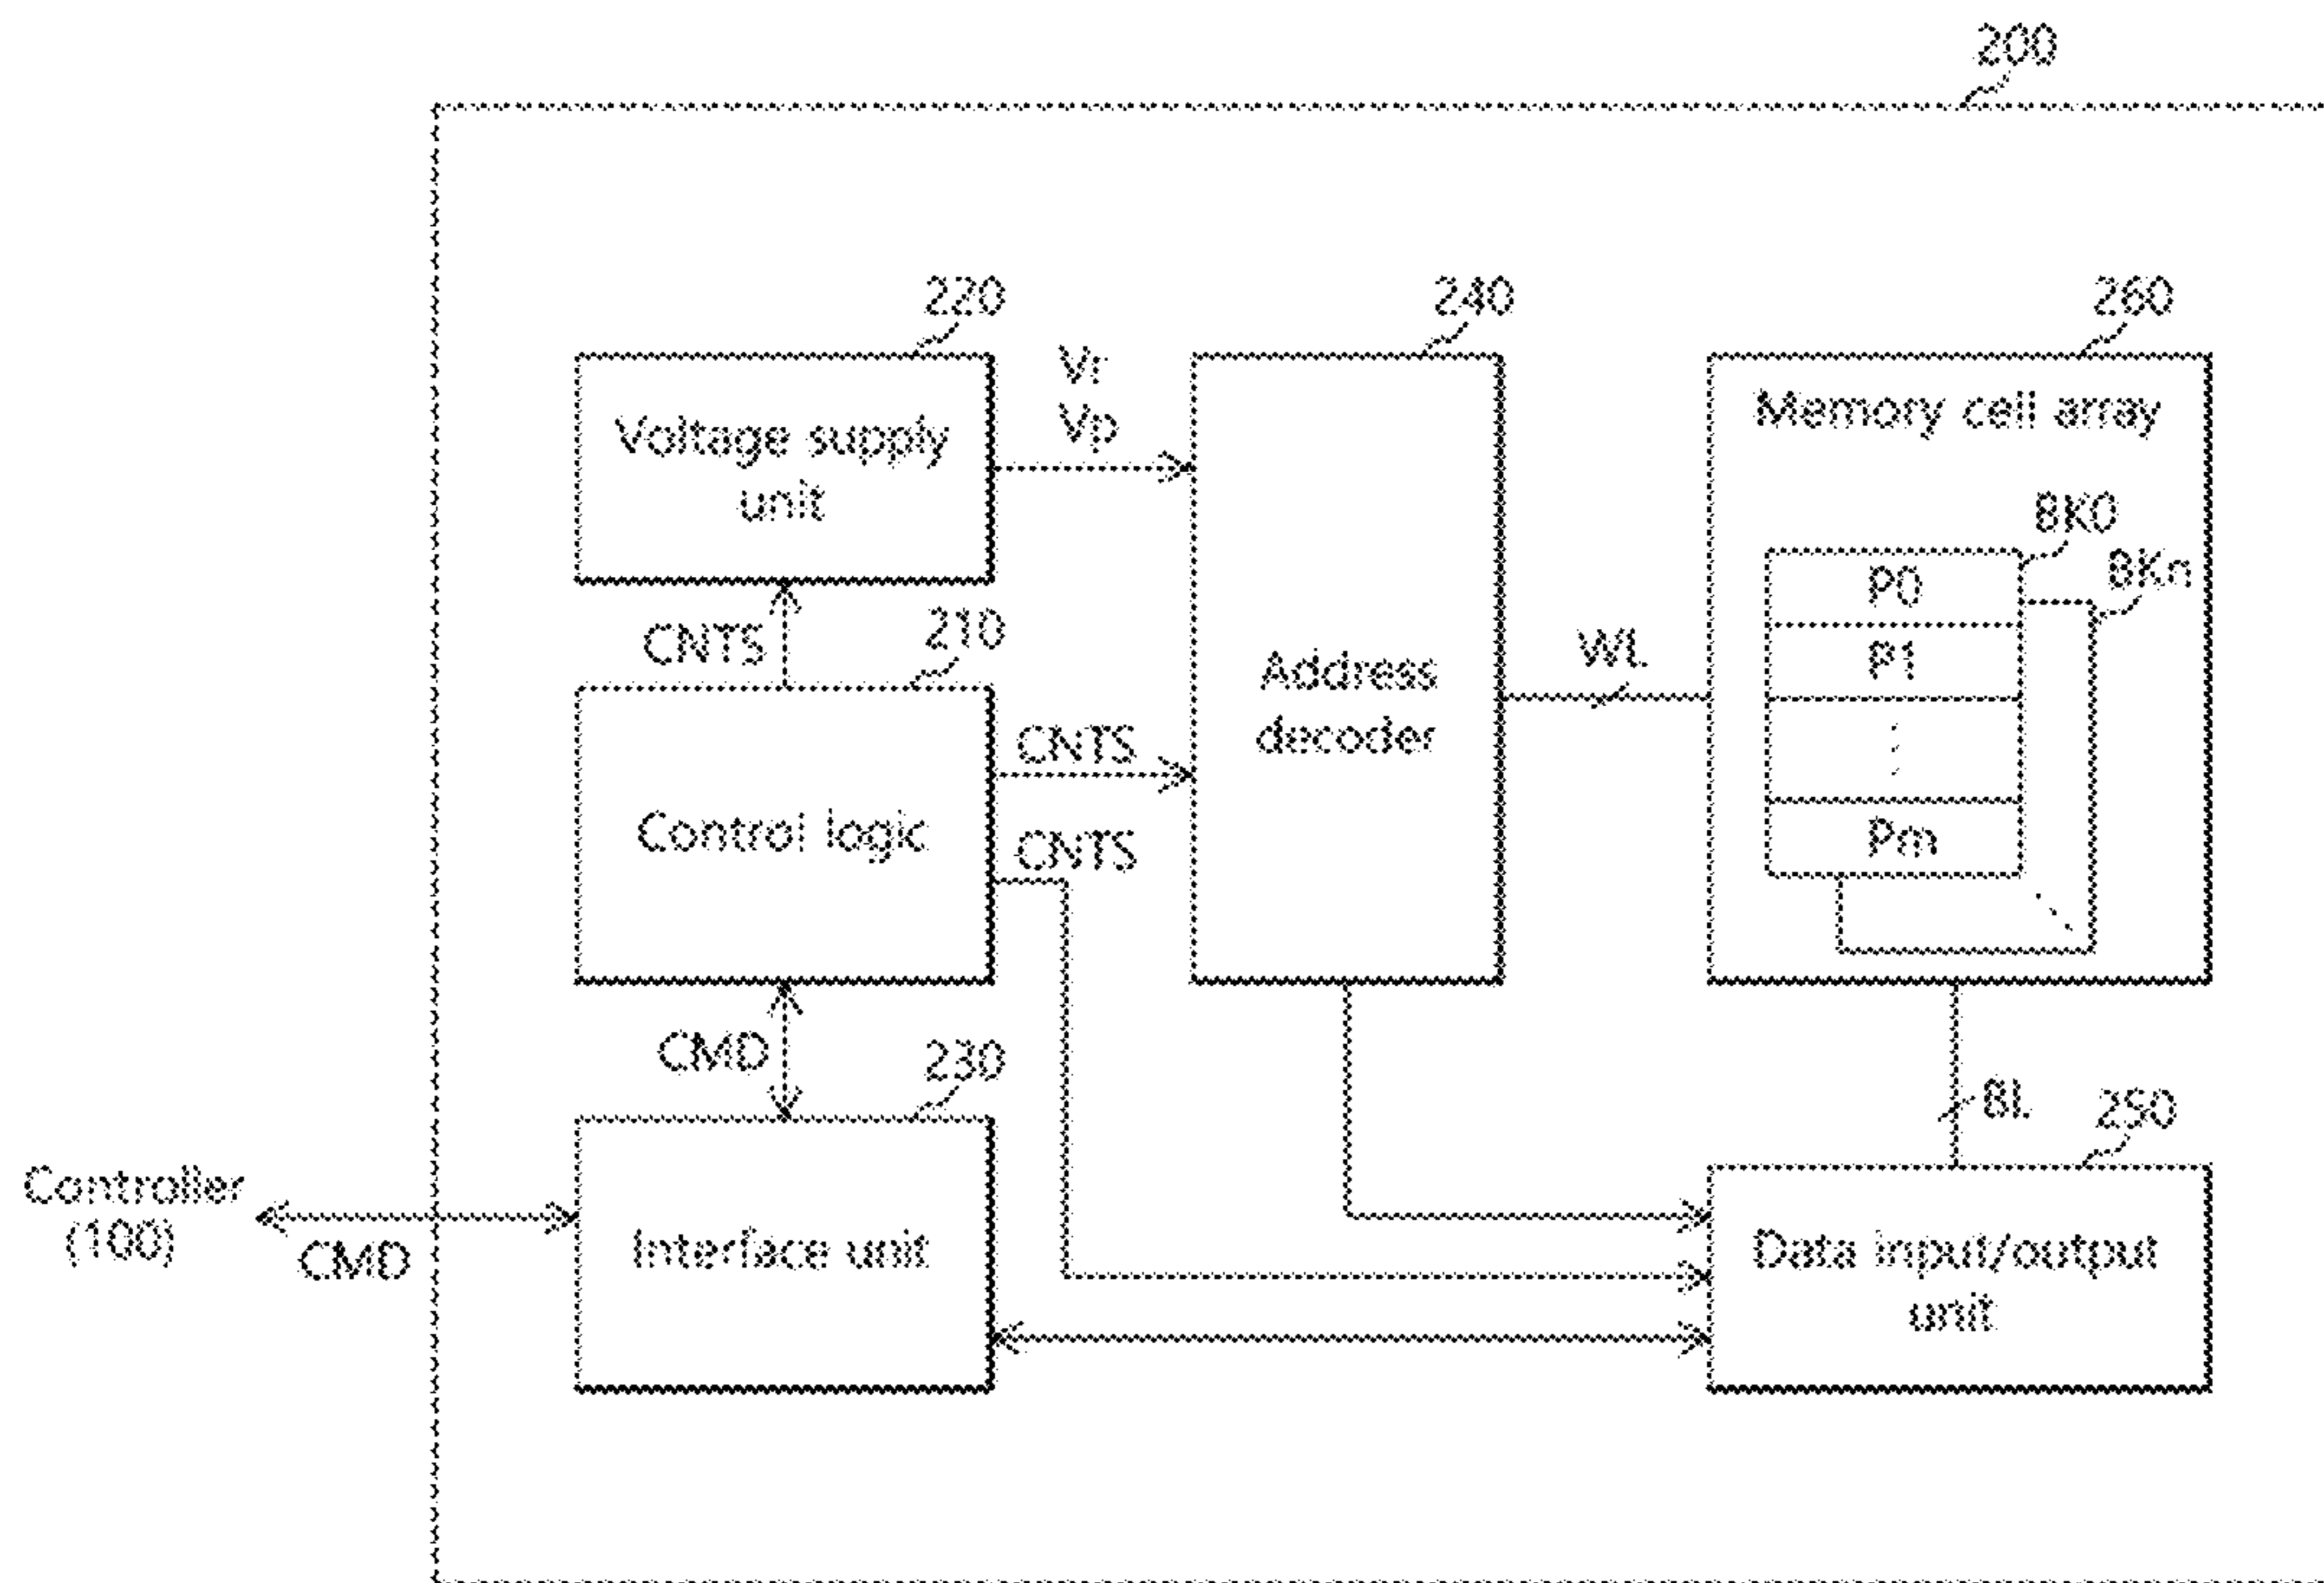 200
220
240
260
Vr
Vp
Voltage supply
unit
Memory cell array
BK0
BKn
P0
P1
Pm
CNTS
210
WL
Address
decoder
CNTS
Control logic
CNTS
CMD
230
BL
250
Controller
(100)
CMD
Interface unit
Data input/output
unit